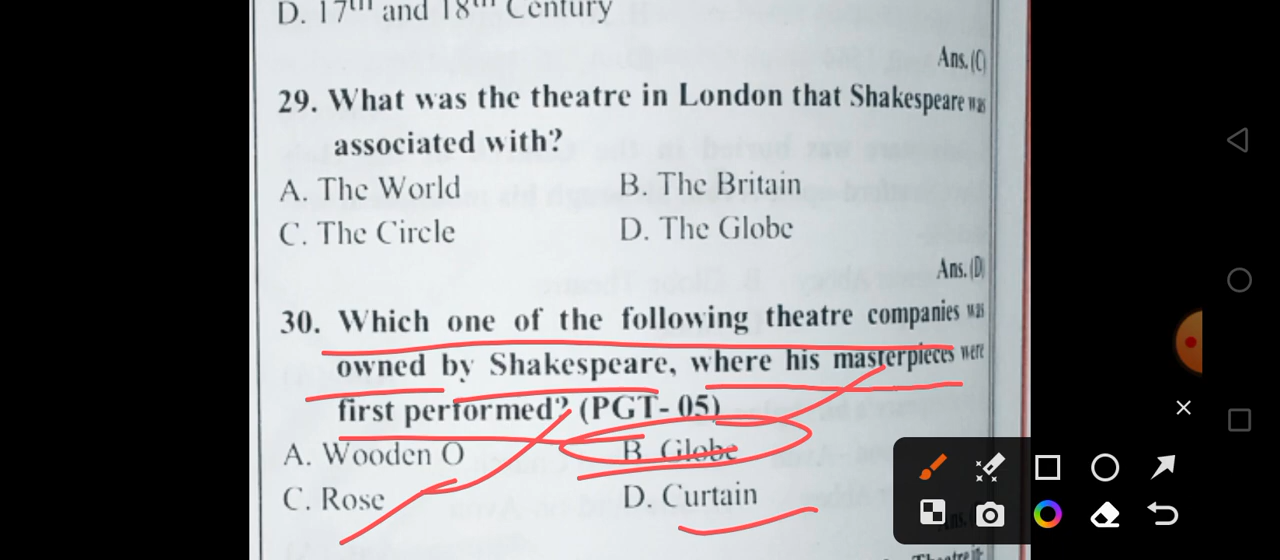 D. 17th and 18th Century
Ans.(C)
29. What was the theatre in London that Shakespeare was
associated with?
A. The World B. The Britain
C. The Circle D. The Globe
Ans.(D)
30. Which one of the following theatre companies was
owned by Shakespeare, where his masterpieces were
first performed? (PGT- 05)
A. Wooden O B. Globe
C. Rose D. Curtain